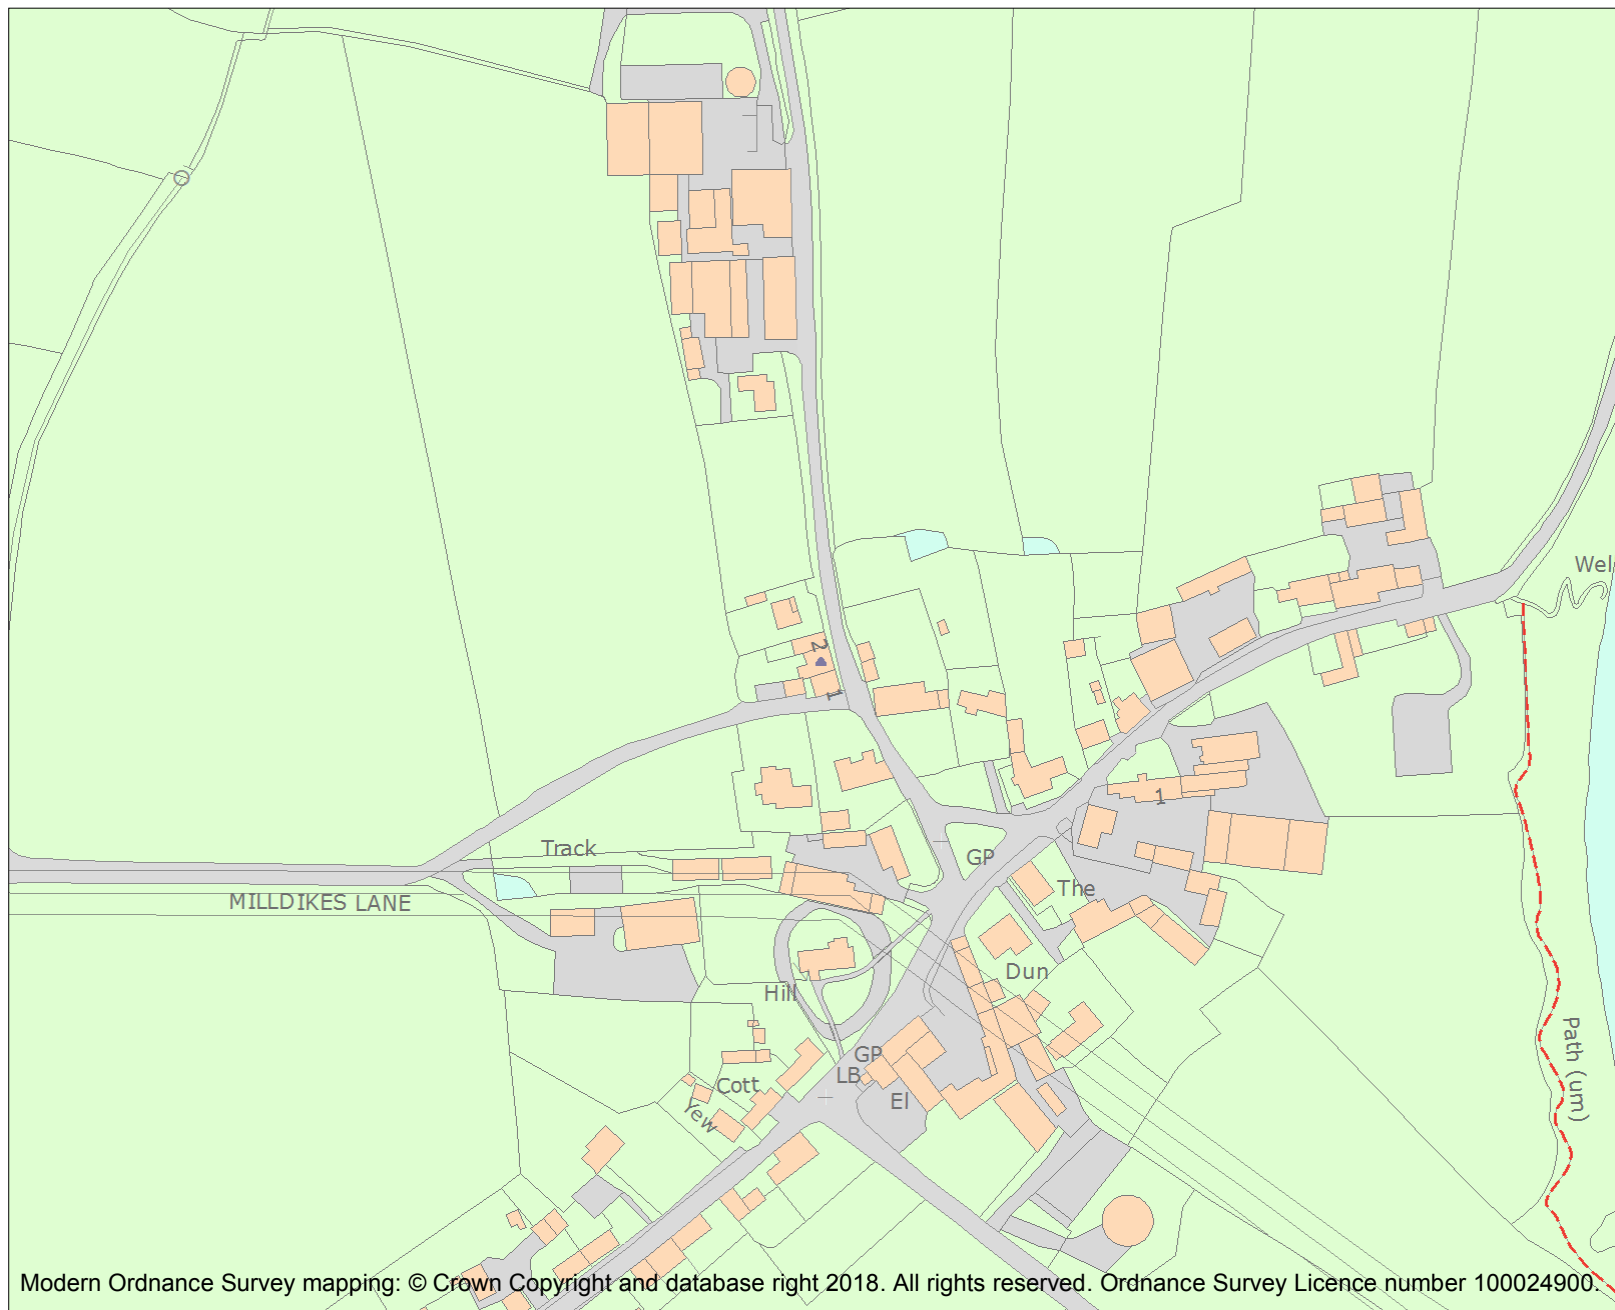 Wel
2
1
1
Track
GP
The
MILLDIKES LANE
Dun
Hill
Path (um)
GP
LB
Cott
El
Yew
Modern Ordnance Survey mapping: © Crown Copyright and database right 2018. All rights reserved. Ordnance Survey Licence number 100024900.